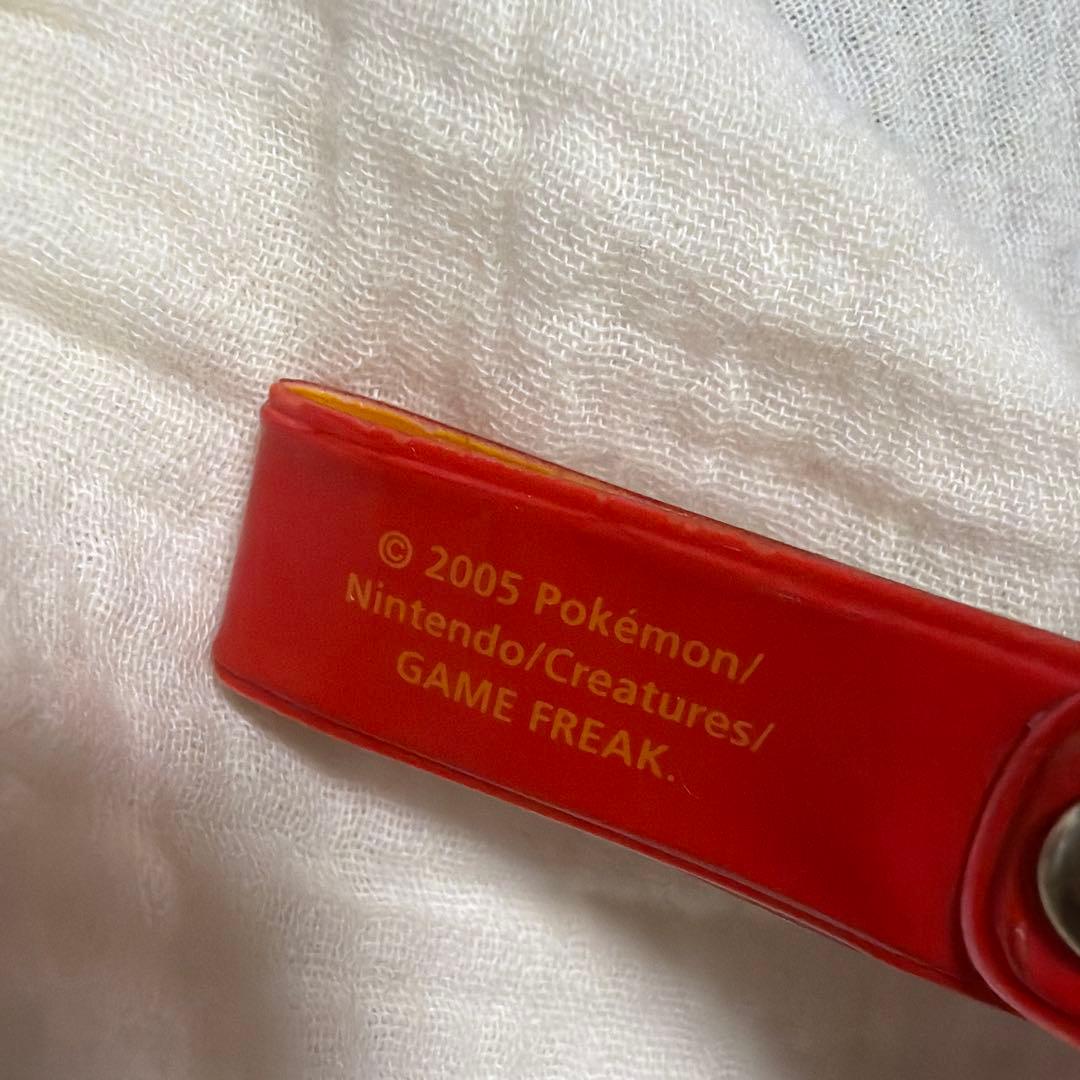 © 2005 Pokémon/
Nintendo/Creatures/
GAME FREAK.